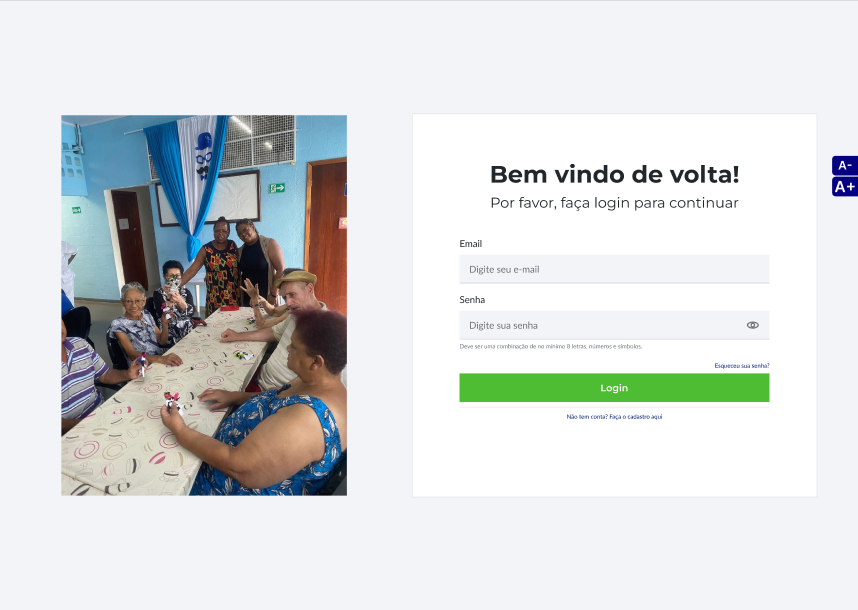 Bem vindo de volta!
Por favor, faça login para continuar
A-
A+
Email
Digite seu e-mail
Senha
Digite sua senha
Deve ser uma combinação de no mínimo 8 letras, números e símbolos.
Esqueceu sua senha?
Login
Não tem conta? Faça o cadastro aqui